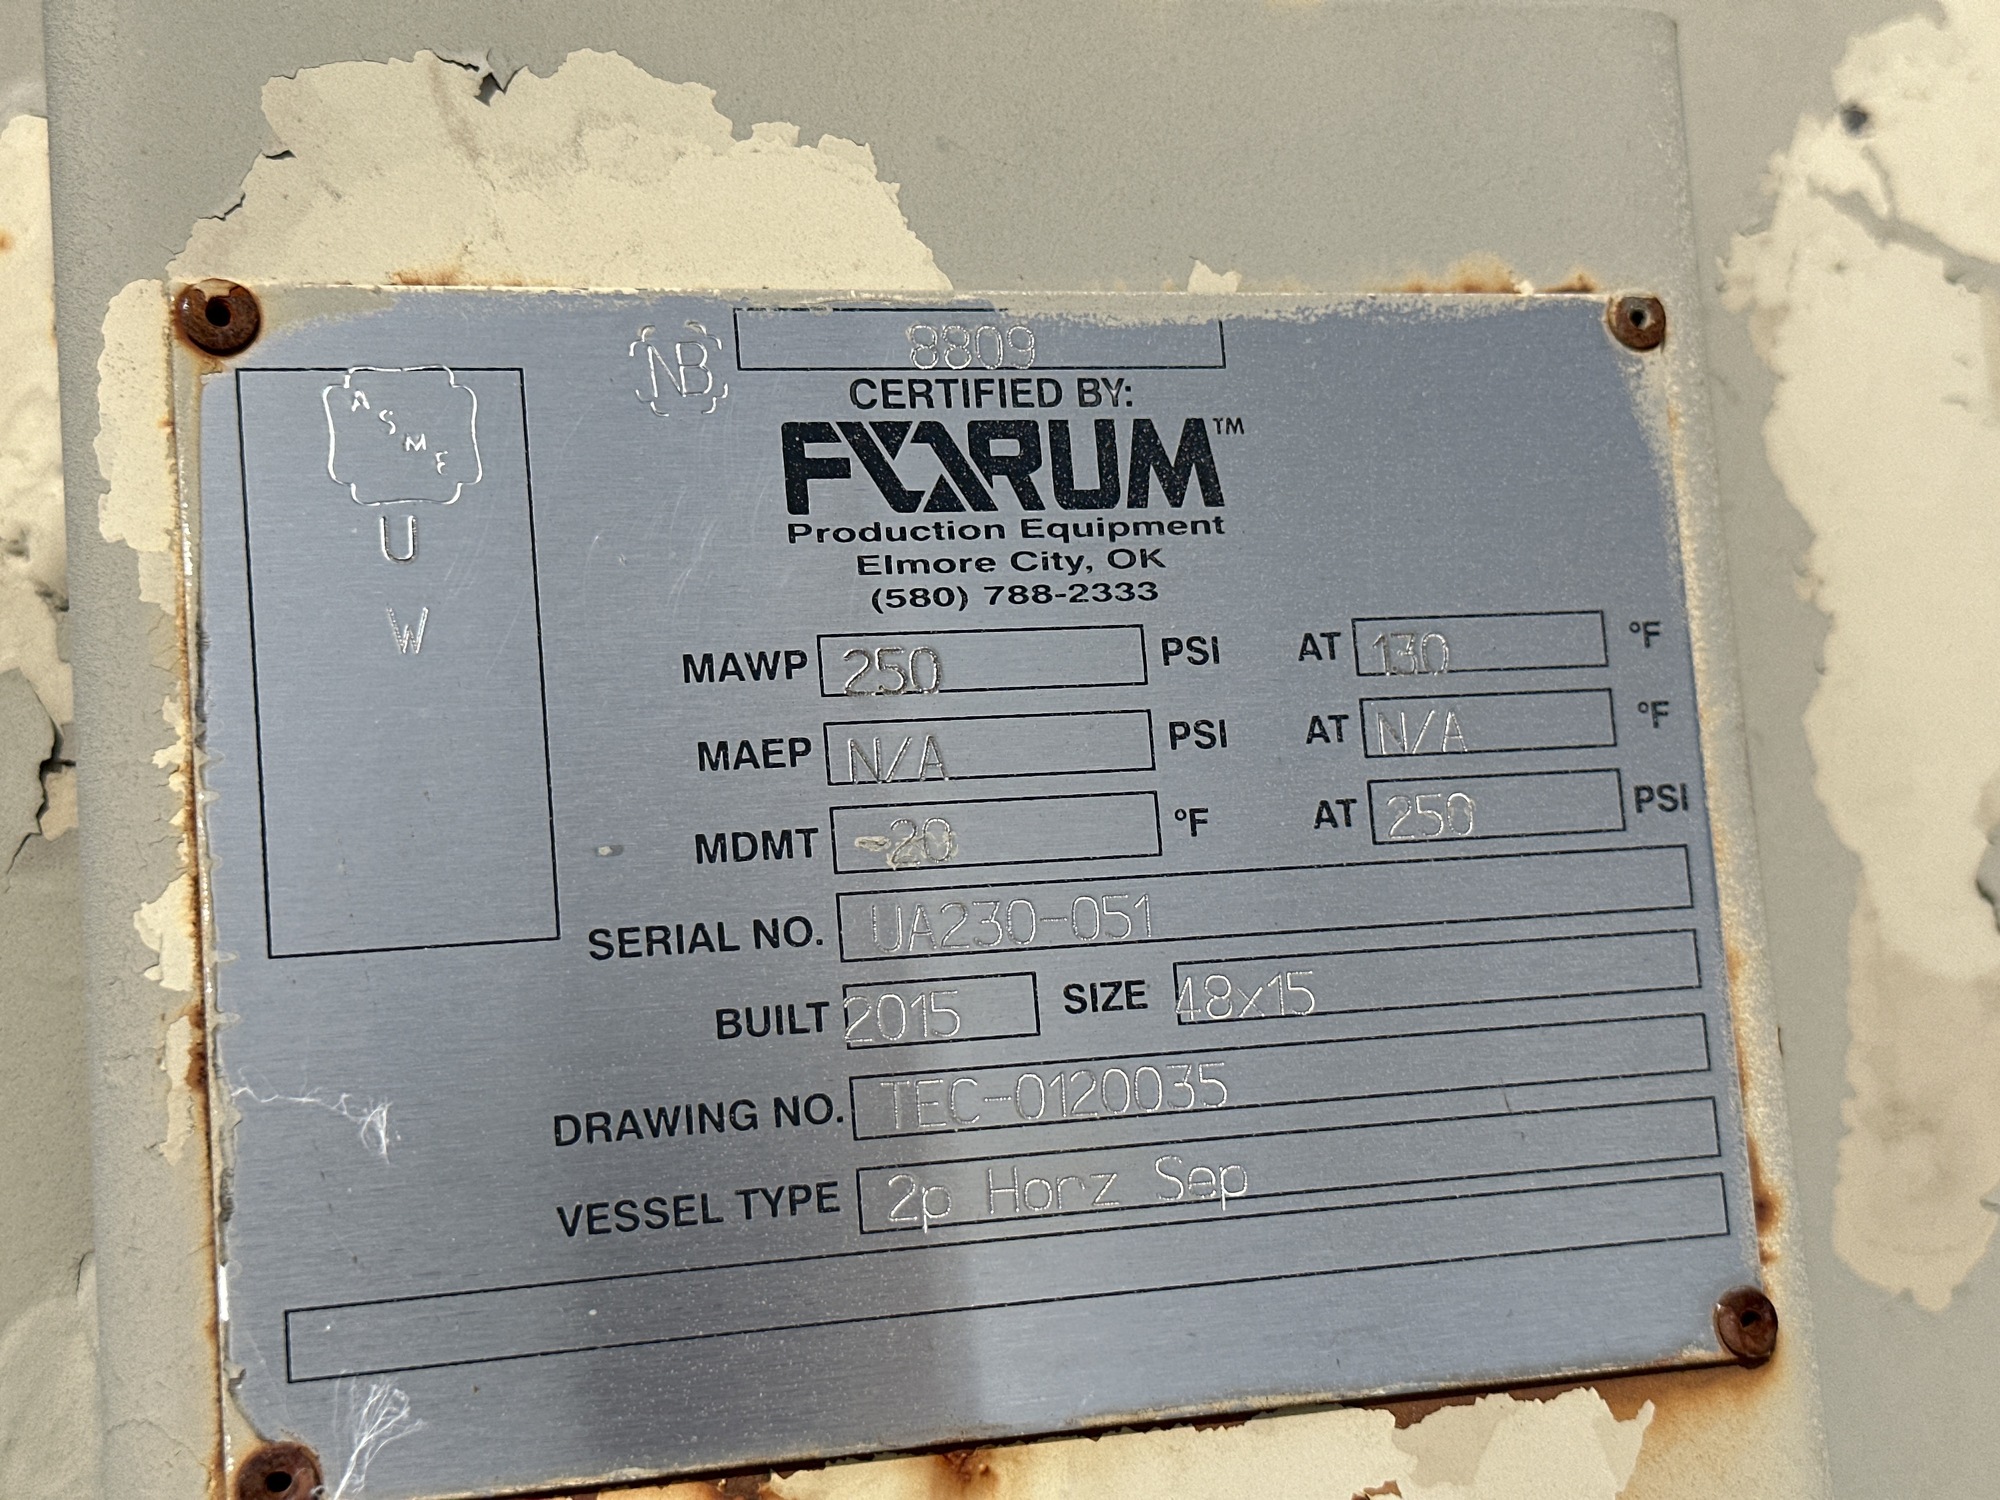 NB 8809
CERTIFIED BY:
ASME
FORUM™
Production Equipment
Elmore City, OK
(580) 788-2333
U
W
MAWP 250 PSI AT 130 °F
MAEP N/A PSI AT N/A °F
MDMT -20 °F AT 250 PSI
SERIAL NO. UA230-051
BUILT 2015 SIZE 48x15
DRAWING NO. TEC-0120035
VESSEL TYPE 2p Horz Sep